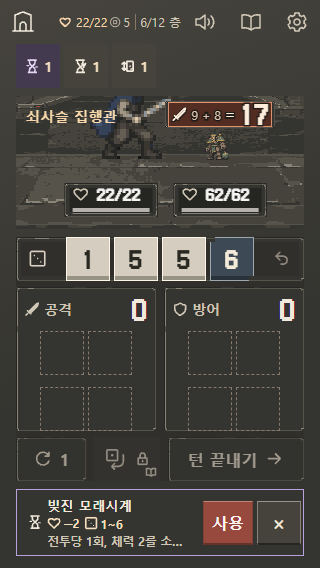 22/22 5 6/12 층
1 1 1
쇠사슬 집행관 9 + 8 = 17
22/22 62/62
1 5 5 6
공격 0 방어 0
1 턴 끝내기
빚진 모래시계
–2 1~6
전투당 1회, 체력 2를 소...
사용 ×